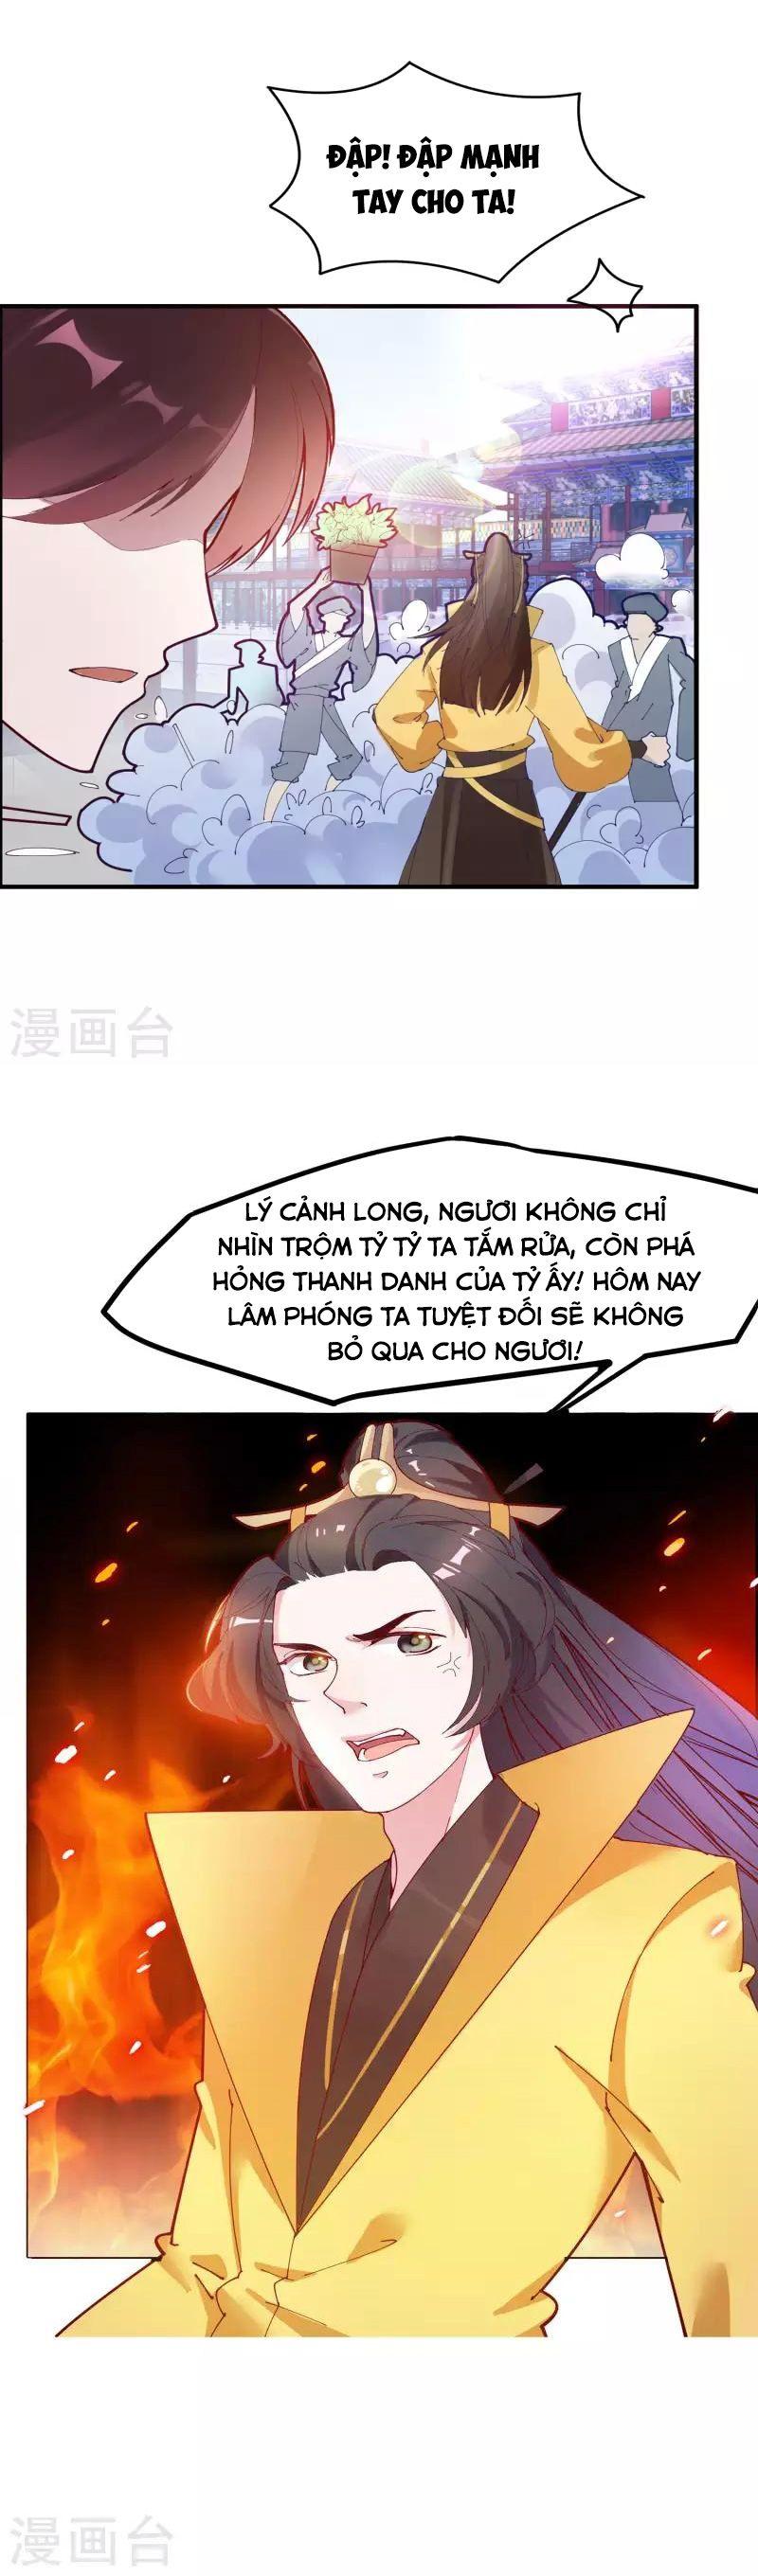 ĐẬP! ĐẬP MẠNH
TAY CHO TA!
漫画台
LÝ CẢNH LONG, NGƯƠI KHÔNG CHỈ
NHÌN TRỘM TỶ TỶ TA TẮM RỬA, CÒN PHÁ
HỎNG THANH DANH CỦA TỶ ẤY! HÔM NAY
LÂM PHÓNG TA TUYỆT ĐỐI SẼ KHÔNG
BỎ QUA CHO NGƯƠI!
漫画台